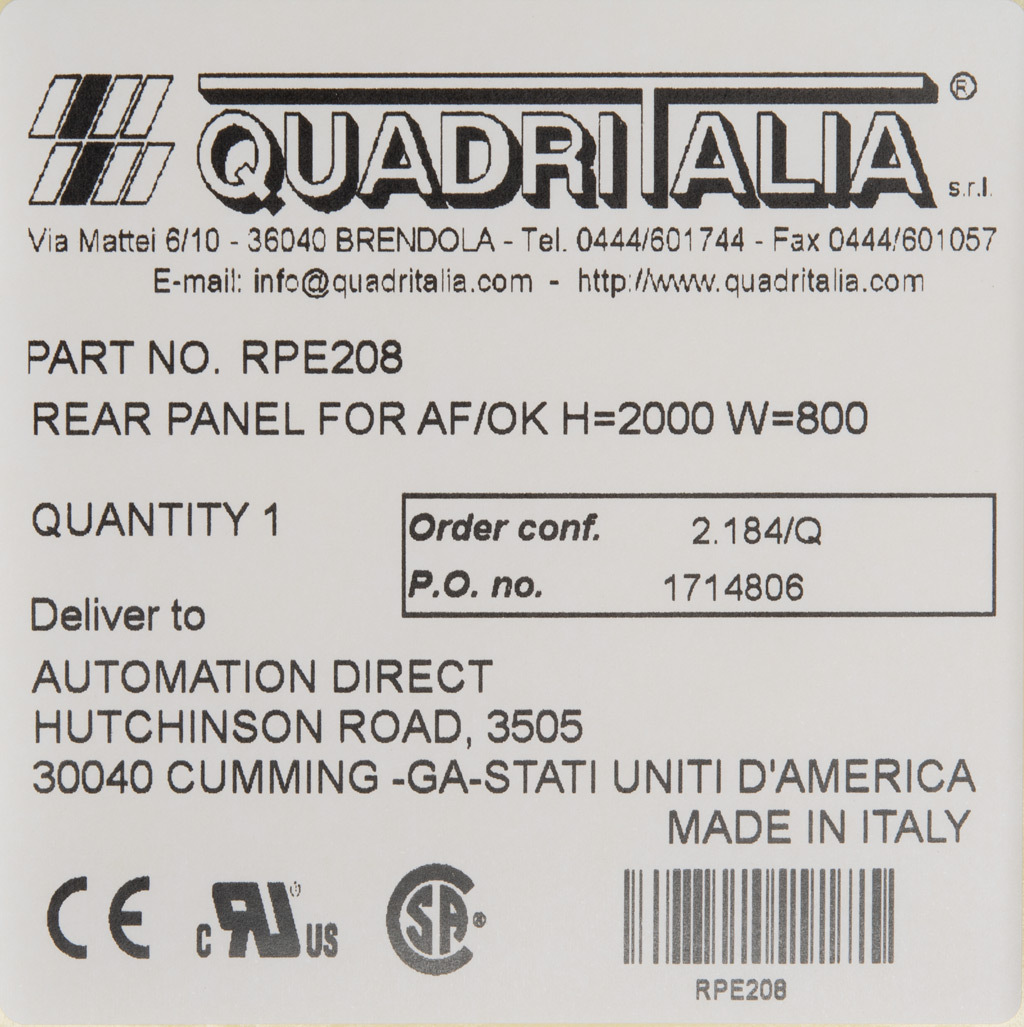 QUADRITALIA® s.r.l.
Via Mattei 6/10 - 36040 BRENDOLA - Tel. 0444/601744 - Fax 0444/601057
E-mail: info@quadritalia.com - http://www.quadritalia.com
PART NO. RPE208
REAR PANEL FOR AF/OK H=2000 W=800
QUANTITY 1
Order conf. 2.184/Q
P.O. no. 1714806
Deliver to
AUTOMATION DIRECT
HUTCHINSON ROAD, 3505
30040 CUMMING -GA-STATI UNITI D'AMERICA
MADE IN ITALY
CE c RU® US CSA®
RPE208